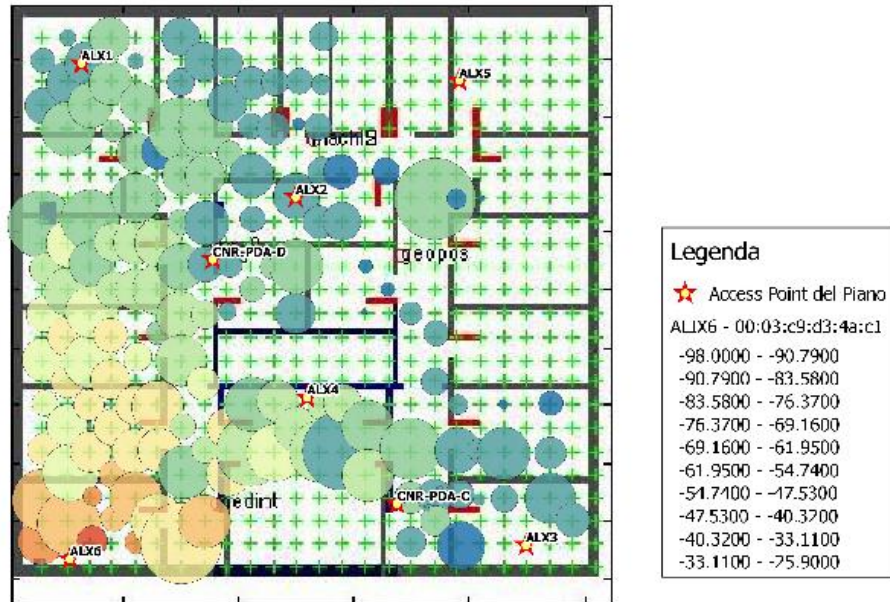 ALX1
ALX5
machia
ALX2
CNR-PDA-D
geopos
ALX4
CNR-PDA-C
redint
ALX3
ALX6
Legenda
Access Point del Piano
ALIX6 - 00:03:c9:d3:4a:c1
-98.0000 - -90.7900
-90.7900 - -83.5800
-83.5800 - -76.3700
-76.3700 - -69.1600
-69.1600 - -61.9500
-61.9500 - -54.7400
-54.7400 - -47.5300
-47.5300 - -40.3200
-40.3200 - -33.1100
-33.1100 - -75.9000